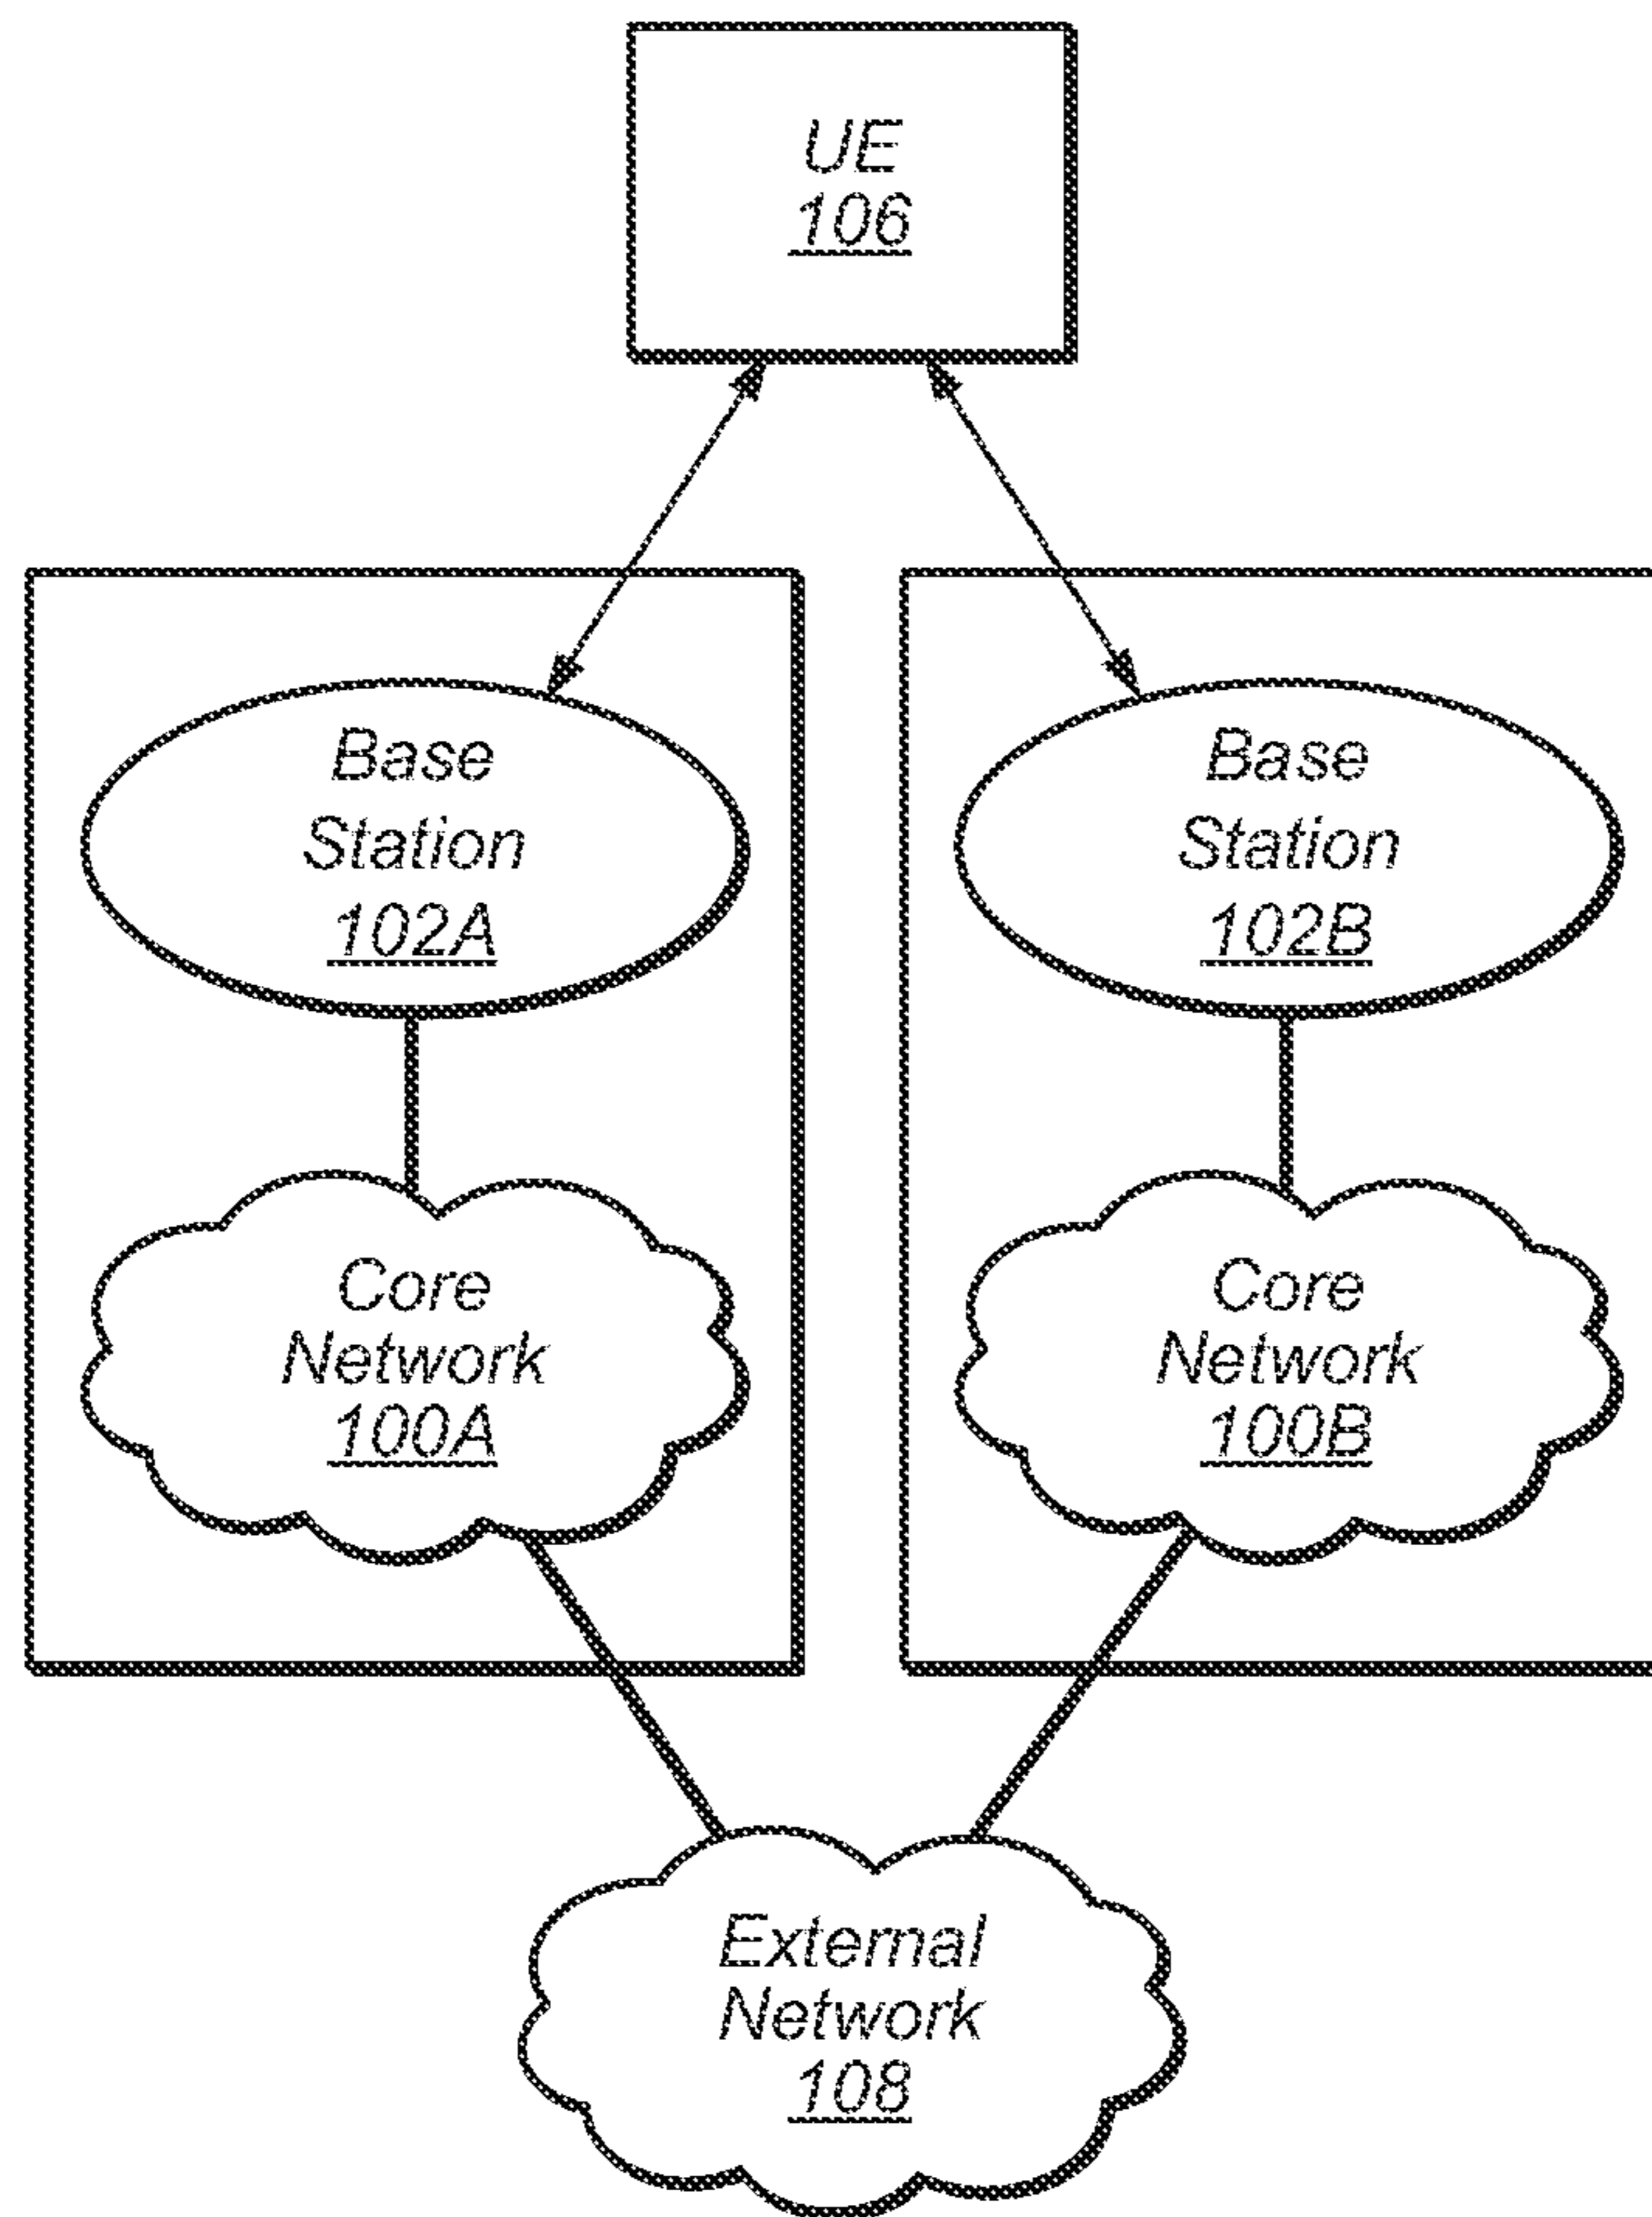 UE
106
Base
Station
102A
Base
Station
102B
Core
Network
100A
Core
Network
100B
External
Network
108